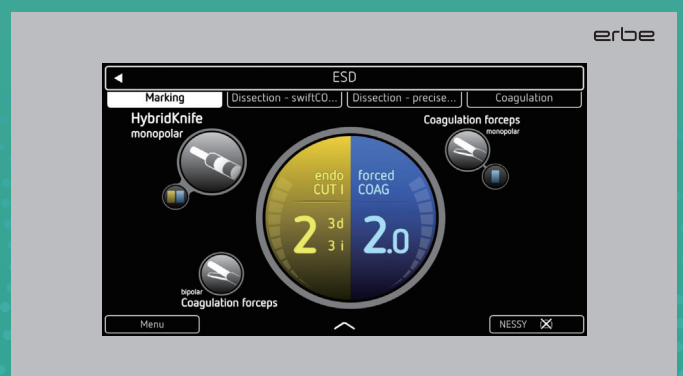 erbe
ESD
Marking
Dissection - swiftCO...
Dissection - precise...
Coagulation
HybridKnife
monopolar
Coagulation forceps
monopolar
endo
CUT I
forced
COAG
2
3d
3 i
2.0
bipolar
Coagulation forceps
Menu
NESSY